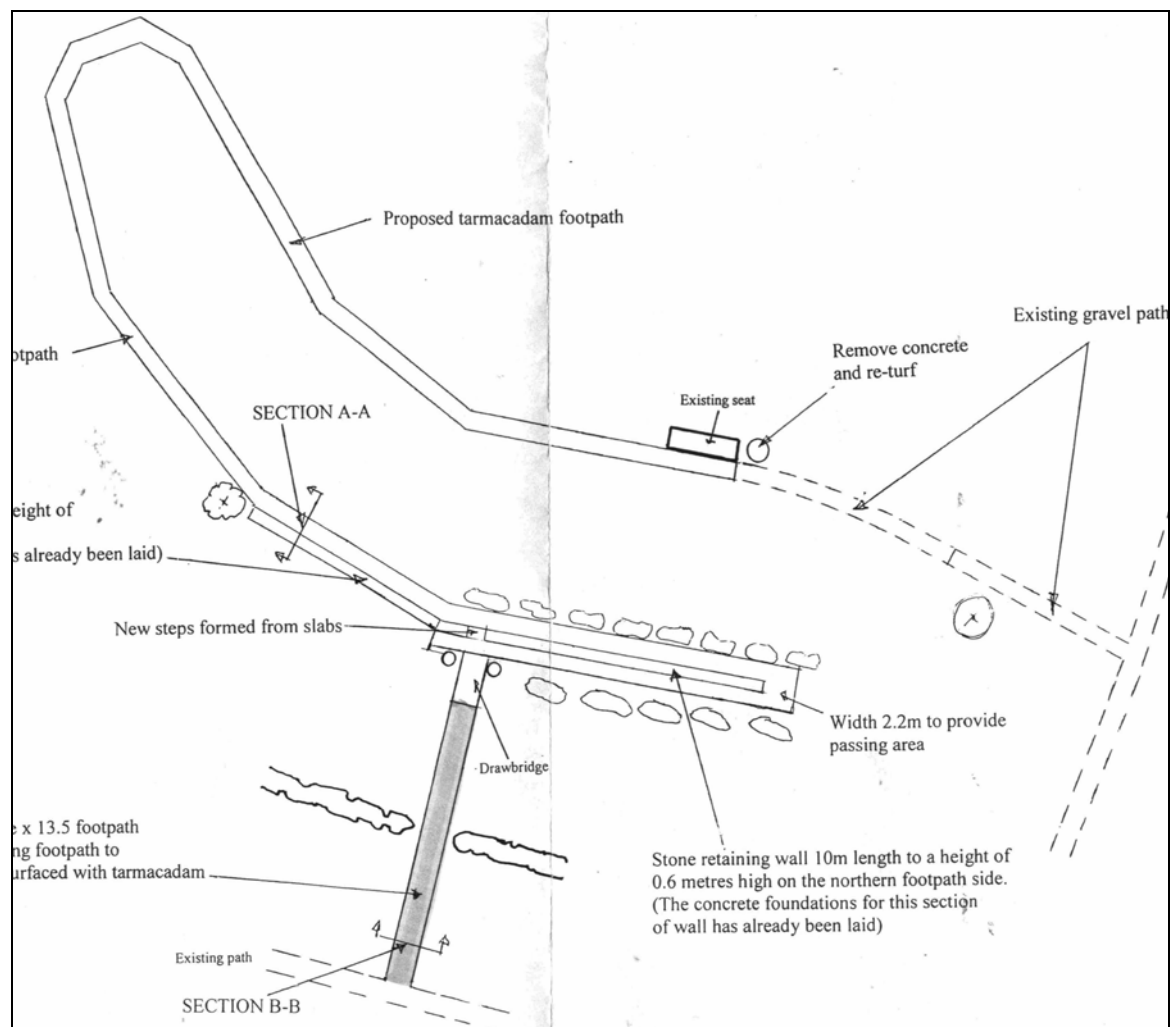 Proposed tarmacadam footpath
Existing gravel path
otpath
Remove concrete
and re-turf
Existing seat
SECTION A-A
eight of
s already been laid)
New steps formed from slabs
Width 2.2m to provide
passing area
Drawbridge
x 13.5 footpath
ng footpath to
urfaced with tarmacadam
Stone retaining wall 10m length to a height of
0.6 metres high on the northern footpath side.
(The concrete foundations for this section
of wall has already been laid)
Existing path
SECTION B-B